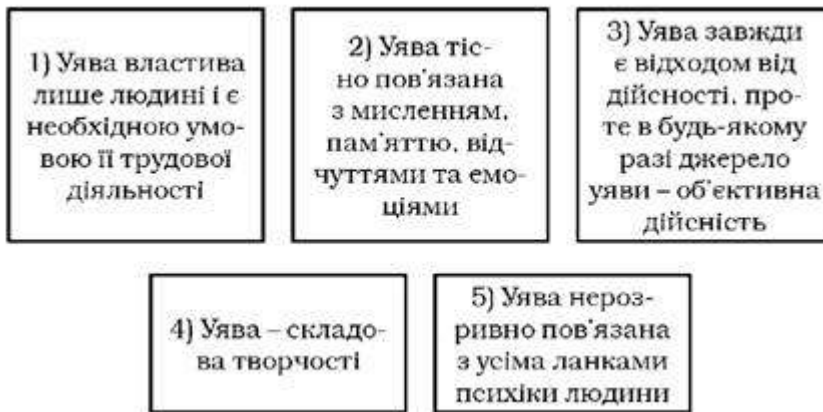 1) Уява властива
лише людині і є
необхідною умо-
вою її трудової
діяльності
2) Уява тіс-
но пов'язана
з мисленням,
пам'яттю, від-
чуттями та емо-
ціями
3) Уява завжди
є відходом від
дійсності, про-
те в будь-якому
разі джерело
уяви – об'єктивна
дійсність
4) Уява – складо-
ва творчості
5) Уява нероз-
ривно пов'язана
з усіма ланками
психіки людини